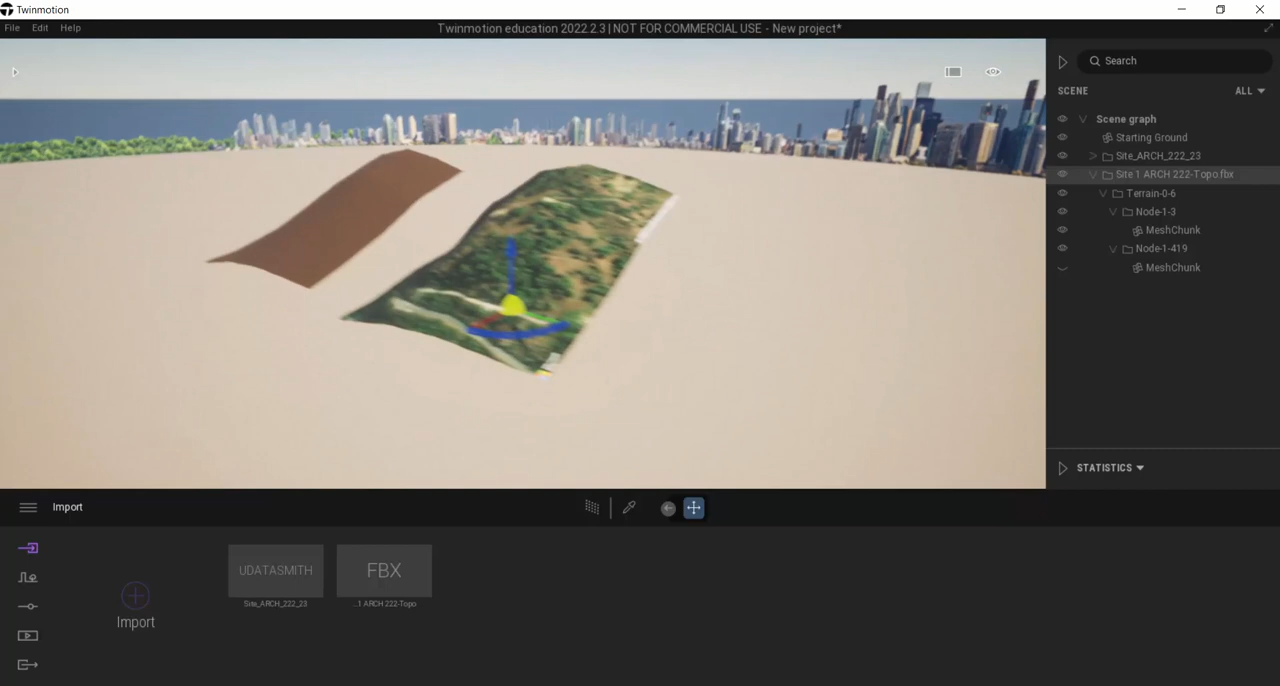 Twinmotion
File Edit Help
Twinmotion education 2022.2.3 | NOT FOR COMMERCIAL USE - New project*
Search
SCENE
ALL
Scene graph
Starting Ground
Site_ARCH_222_23
Site 1 ARCH 222-Topo.fbx
Terrain-0-6
Node-1-3
MeshChunk
Node-1-419
MeshChunk
STATISTICS
Import
UDATASMITH
FBX
Site_ARCH_222_23
...1 ARCH 222-Topo
Import